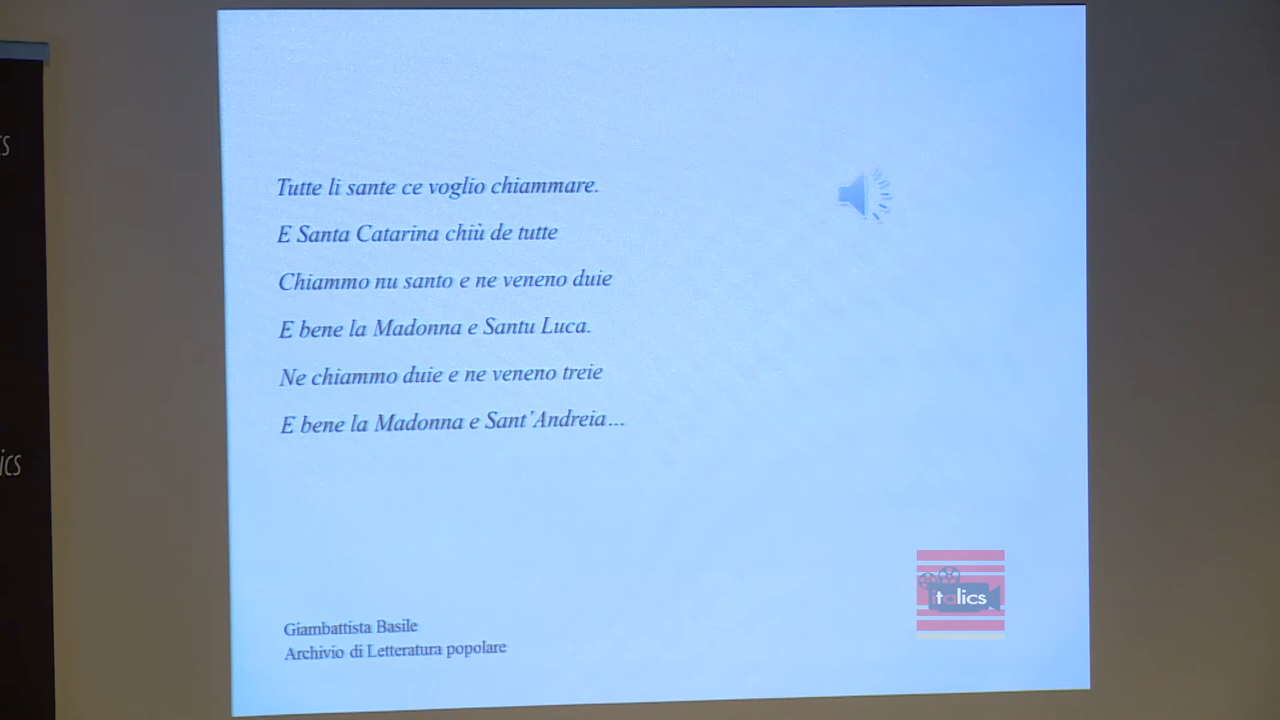 Tutte li sante ce voglio chiammare.
E Santa Catarina chiù de tutte
Chiammo nu santo e ne veneno duie
E bene la Madonna e Santu Luca.
Ne chiammo duie e ne veneno treie
E bene la Madonna e Sant'Andreia...
Giambattista Basile
Archivio di Letteratura popolare
italics
ics